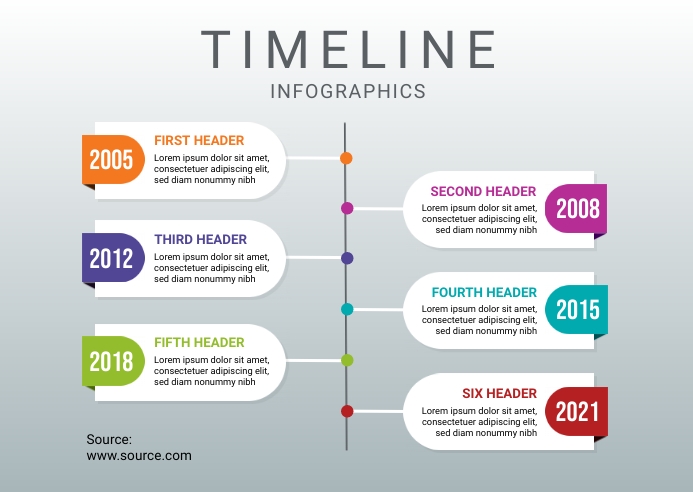 TIMELINE
INFOGRAPHICS
2005
FIRST HEADER
Lorem ipsum dolor sit amet,
consectetuer adipiscing elit,
sed diam nonummy nibh
SECOND HEADER
Lorem ipsum dolor sit amet,
consectetuer adipiscing elit,
sed diam nonummy nibh
2008
2012
THIRD HEADER
Lorem ipsum dolor sit amet,
consectetuer adipiscing elit,
sed diam nonummy nibh
FOURTH HEADER
Lorem ipsum dolor sit amet,
consectetuer adipiscing elit,
sed diam nonummy nibh
2015
2018
FIFTH HEADER
Lorem ipsum dolor sit amet,
consectetuer adipiscing elit,
sed diam nonummy nibh
SIX HEADER
Lorem ipsum dolor sit amet,
consectetuer adipiscing elit,
sed diam nonummy nibh
2021
Source:
www.source.com